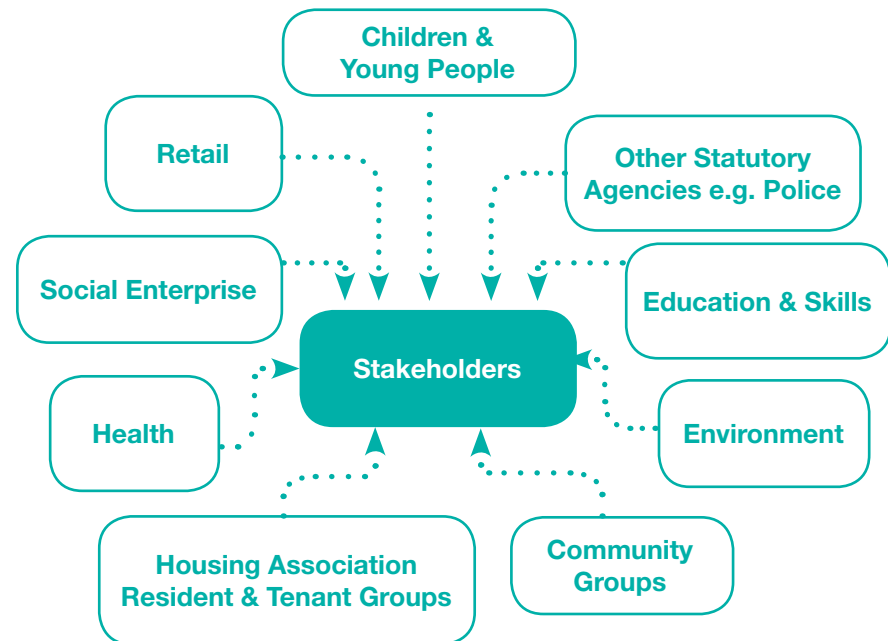 Children &
Young People
Retail
Other Statutory
Agencies e.g. Police
Social Enterprise
Education & Skills
Stakeholders
Health
Environment
Housing Association
Resident & Tenant Groups
Community
Groups